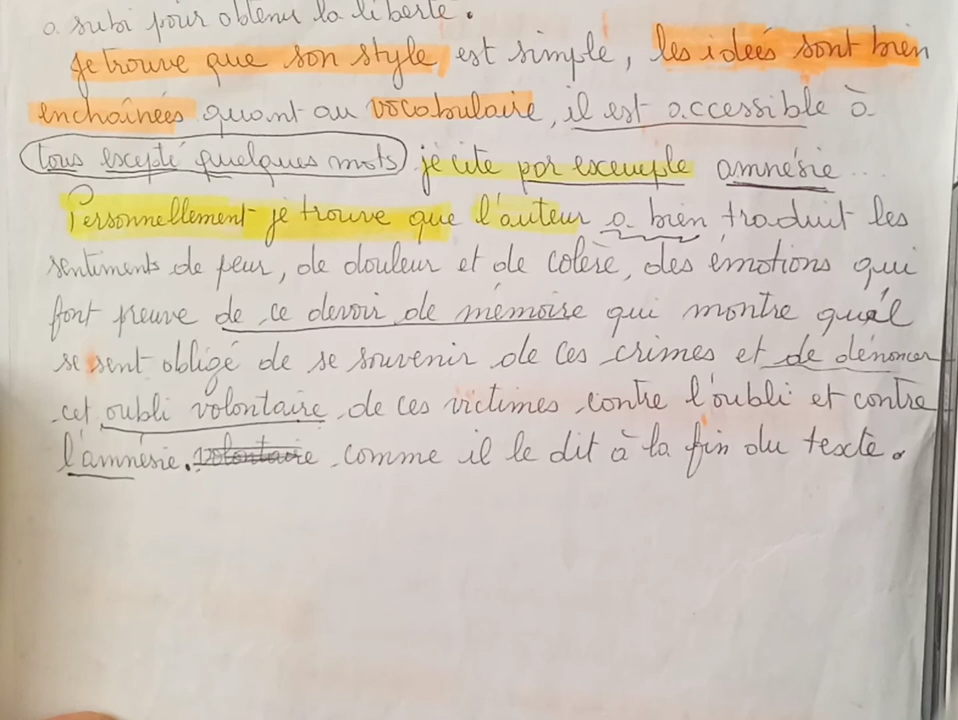 a subi pour obtenir la liberté.
Je trouve que son style est simple, les idées sont bien
enchaînées quant au vocabulaire, il est accessible à
tous excepté quelques mots je cite par exemple amnésie...
Personnellement je trouve que l'auteur a bien traduit les
sentiments de peur, de douleur et de colère, des émotions qui
font preuve de ce devoir de mémoire qui montre qu'il
se sent obligé de se souvenir de ces crimes et de dénoncer
cet oubli volontaire de ces victimes contre l'oubli et contre
l'amnésie. volontaire comme il le dit à la fin du texte.